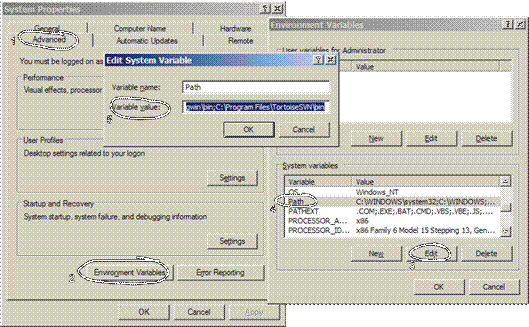 System Properties
General
Computer Name
Hardware
Advanced
Automatic Updates
Remote
You must be logged on as
Performance
Visual effects, processor
User Profiles
Desktop settings related to your logon
Settings
Startup and Recovery
System startup, system failure, and debugging information
Settings
Environment Variables
Error Reporting
OK
Cancel
Apply
Edit System Variable
Variable name:
Path
Variable value:
gwin\bin;C:\Program Files\TortoiseSVN\bin
OK
Cancel
Environment Variables
User variables for Administrator
Value
New
Edit
Delete
System variables
Variable
Value
OS
Windows_NT
Path
C:\WINDOWS\system32;C:\WINDOWS;...
PATHEXT
.COM;.EXE;.BAT;.CMD;.VBS;.VBE;.JS;...
PROCESSOR_A...
x86
PROCESSOR_ID...
x86 Family 6 Model 15 Stepping 13, Gen...
New
Edit
Delete
OK
Cancel